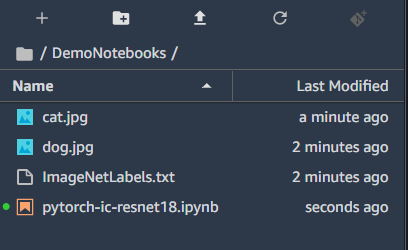 / DemoNotebooks /
Name Last Modified
cat.jpg a minute ago
dog.jpg 2 minutes ago
ImageNetLabels.txt 2 minutes ago
pytorch-ic-resnet18.ipynb seconds ago